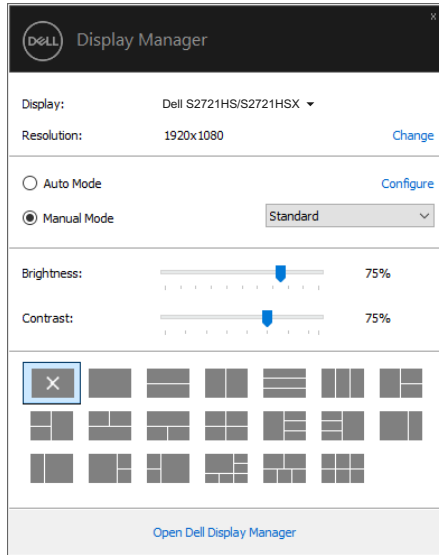 x
DELL Display Manager
Display: Dell S2721HS/S2721HSX
Resolution: 1920x1080 Change
Auto Mode Configure
Manual Mode Standard
Brightness: 75%
Contrast: 75%
Open Dell Display Manager